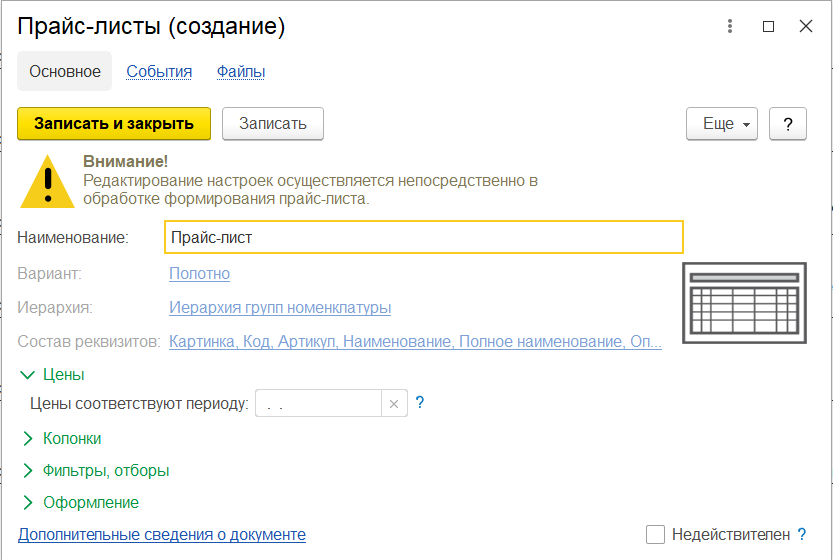 Прайс-листы (создание)
Основное События Файлы
Записать и закрыть Записать Еще ?
Внимание!
Редактирование настроек осуществляется непосредственно в
обработке формирования прайс-листа.
Наименование: Прайс-лист
Вариант: Полотно
Иерархия: Иерархия групп номенклатуры
Состав реквизитов: Картинка, Код, Артикул, Наименование, Полное наименование, Оп...
Цены
Цены соответствуют периоду: . . ?
Колонки
Фильтры, отборы
Оформление
Дополнительные сведения о документе Недействителен ?